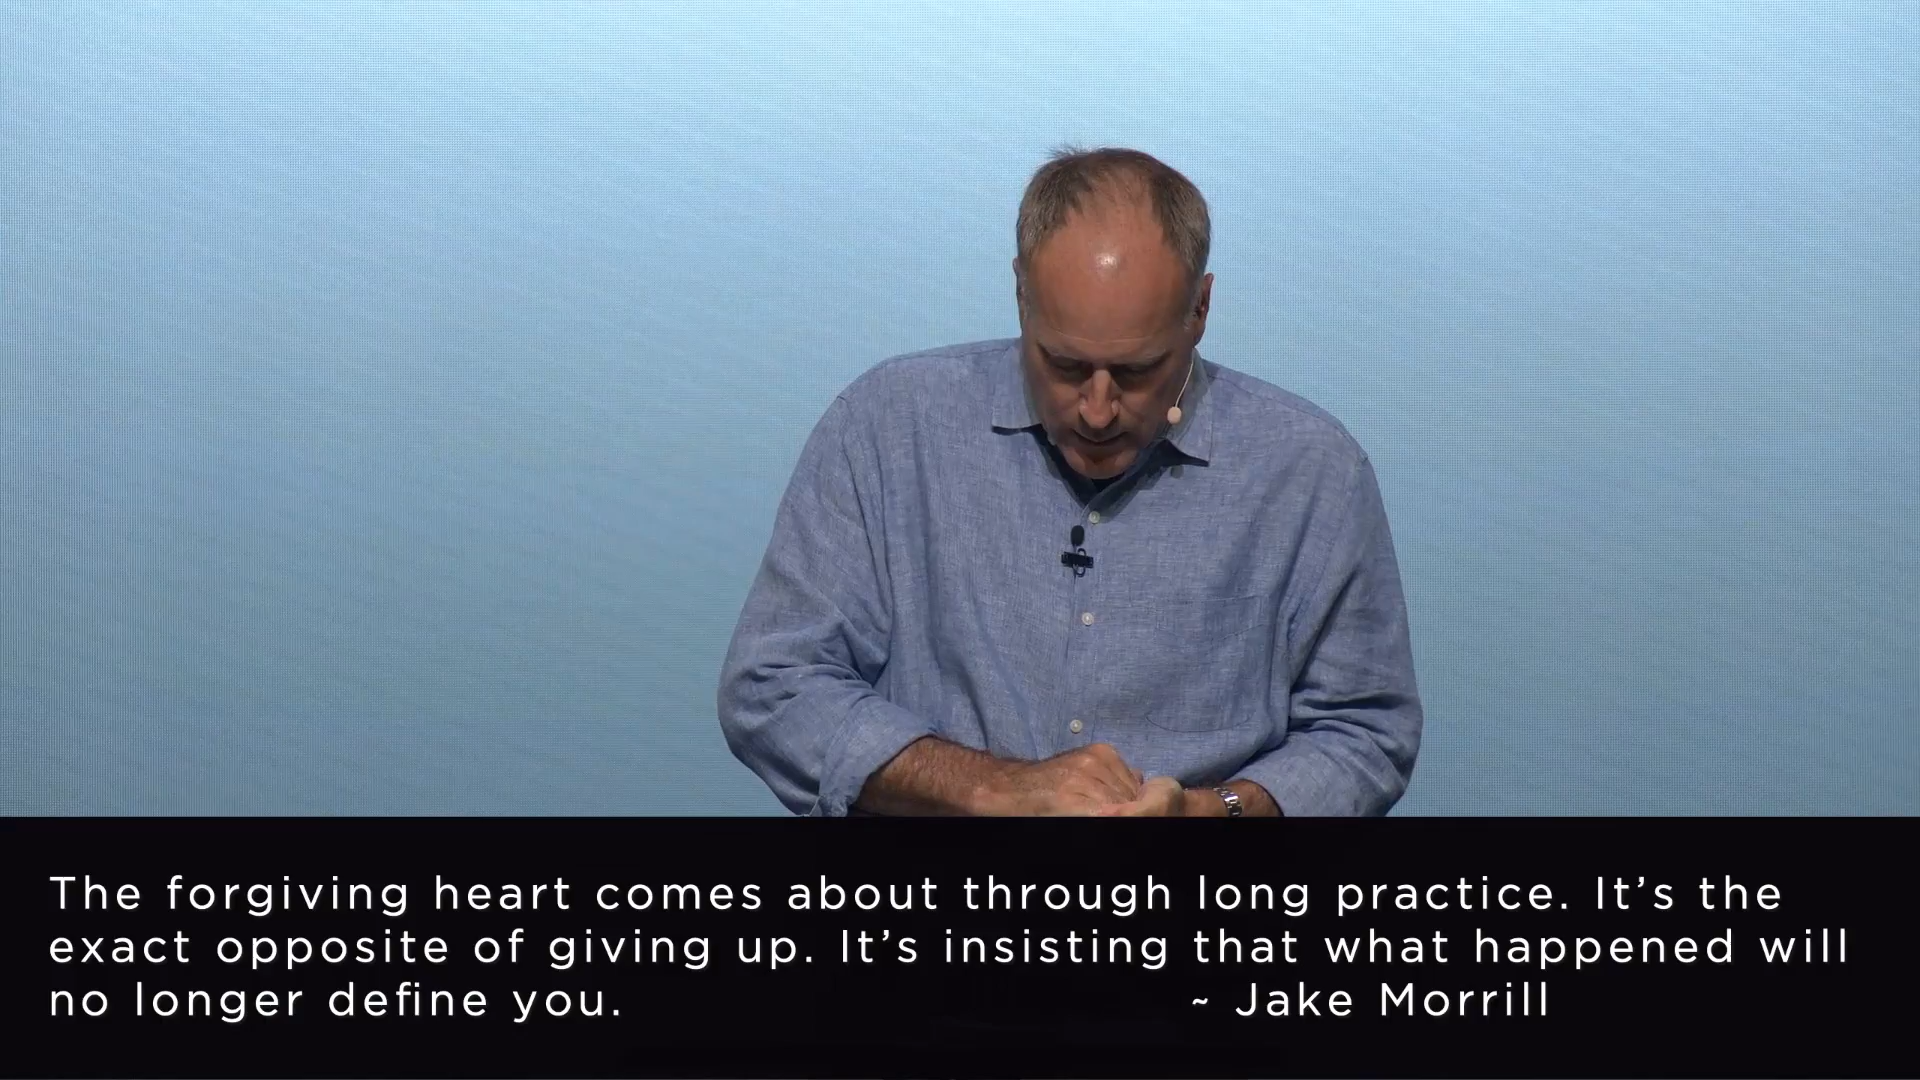 The forgiving heart comes about through long practice. It’s the
exact opposite of giving up. It’s insisting that what happened will
no longer define you. ~ Jake Morrill